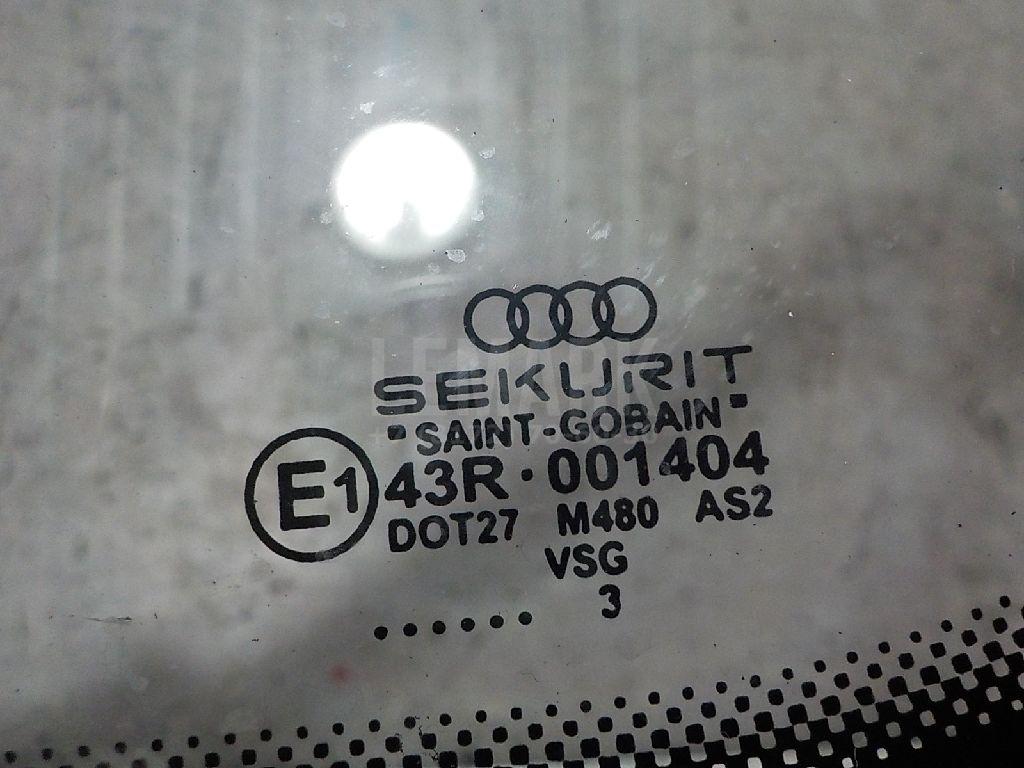 SEKURIT
"SAINT-GOBAIN"
E1 43R·001404
DOT27 M480 AS2
VSG
3
......